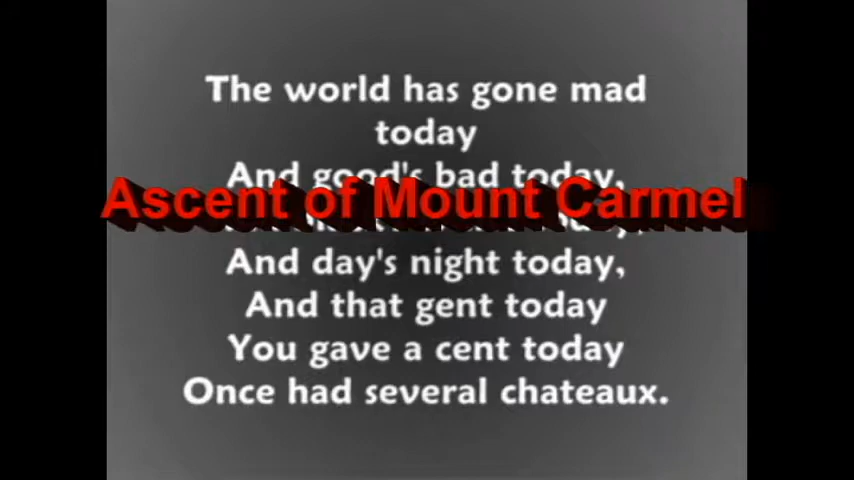 The world has gone mad
today
And good's bad today,
Ascent of Mount Carmel
And day's night today,
And that gent today
You gave a cent today
Once had several chateaux.